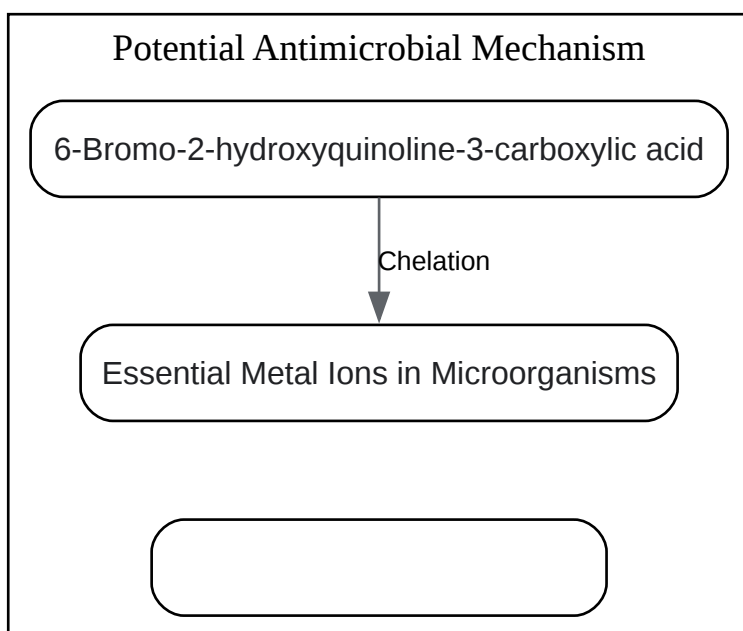 Potential Antimicrobial Mechanism
6-Bromo-2-hydroxyquinoline-3-carboxylic acid
Chelation
Essential Metal Ions in Microorganisms